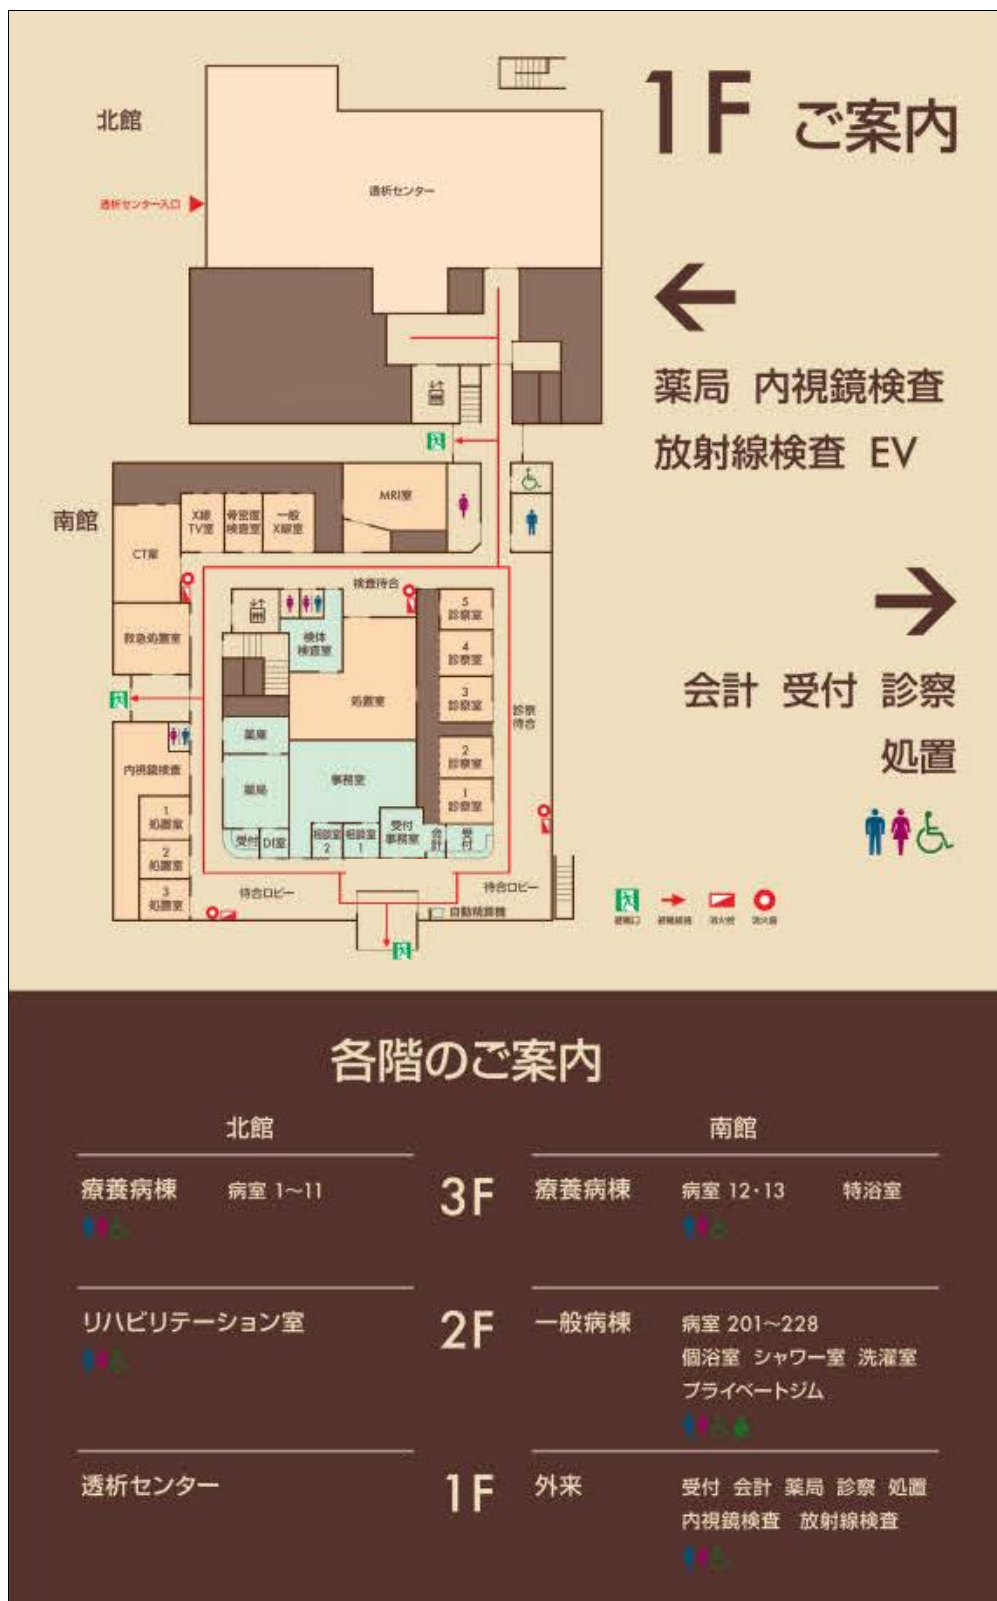 1F ご案内
北館
透析センター
透析センター入口
薬局 内視鏡検査
放射線検査 EV
南館
MRI室
X線
TV室
骨密度
検査室
一般
X線室
CT室
検査待合
救急処置室
検体
検査室
処置室
5
診察室
4
診察室
3
診察室
診察
待合
2
診察室
1
診察室
会計 受付 診察
処置
薬庫
薬局
事務室
内視鏡検査
1
処置室
2
処置室
3
処置室
受付
DI室
相談室
2
相談室
1
受付
事務室
会計
受付
待合ロビー
待合ロビー
自動精算機
避難口
避難経路
消火栓
消火器
各階のご案内
北館
南館
療養病棟 病室 1〜11
3F
療養病棟 病室 12・13 特浴室
リハビリテーション室
2F
一般病棟 病室 201〜228
個浴室 シャワー室 洗濯室
プライベートジム
透析センター
1F
外来 受付 会計 薬局 診察 処置
内視鏡検査 放射線検査